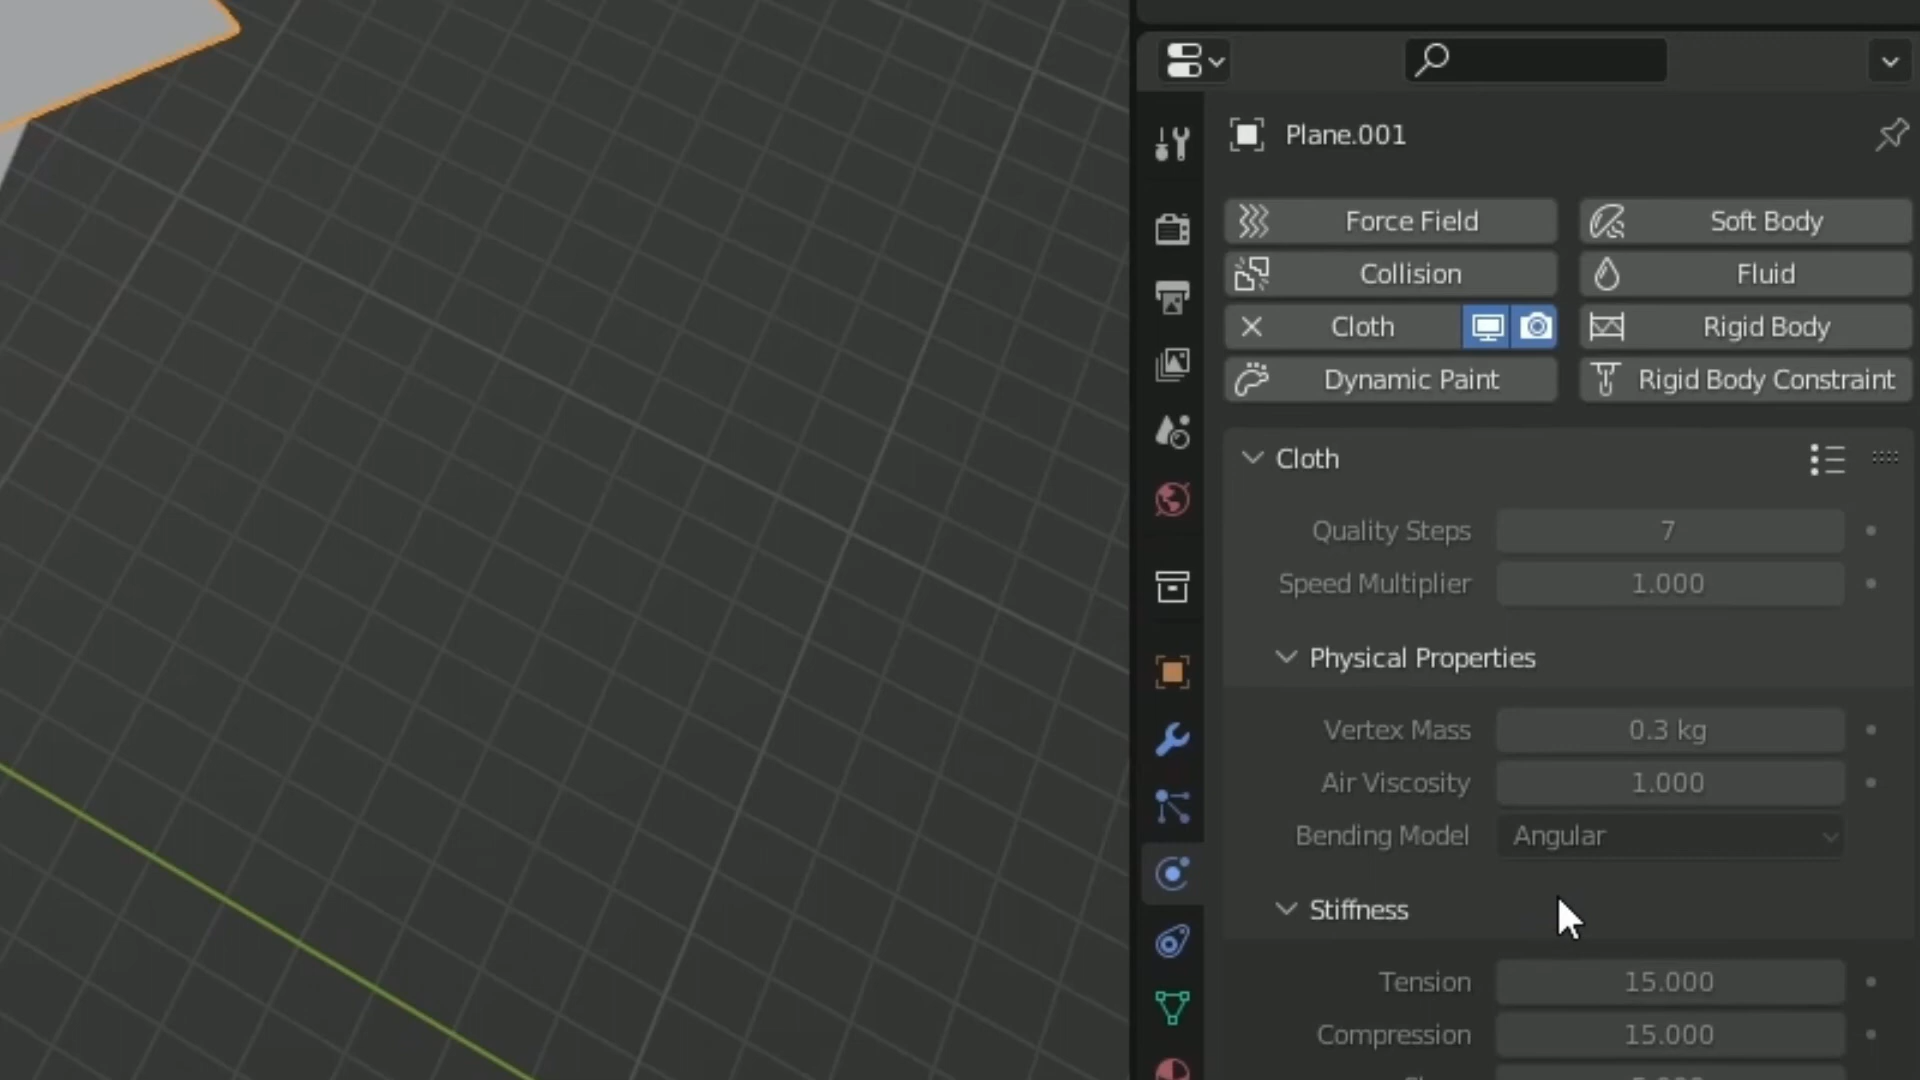 Plane.001
Force Field
Soft Body
Collision
Fluid
Cloth
Rigid Body
Dynamic Paint
Rigid Body Constraint
Cloth
Quality Steps 7
Speed Multiplier 1.000
Physical Properties
Vertex Mass 0.3 kg
Air Viscosity 1.000
Bending Model Angular
Stiffness
Tension 15.000
Compression 15.000